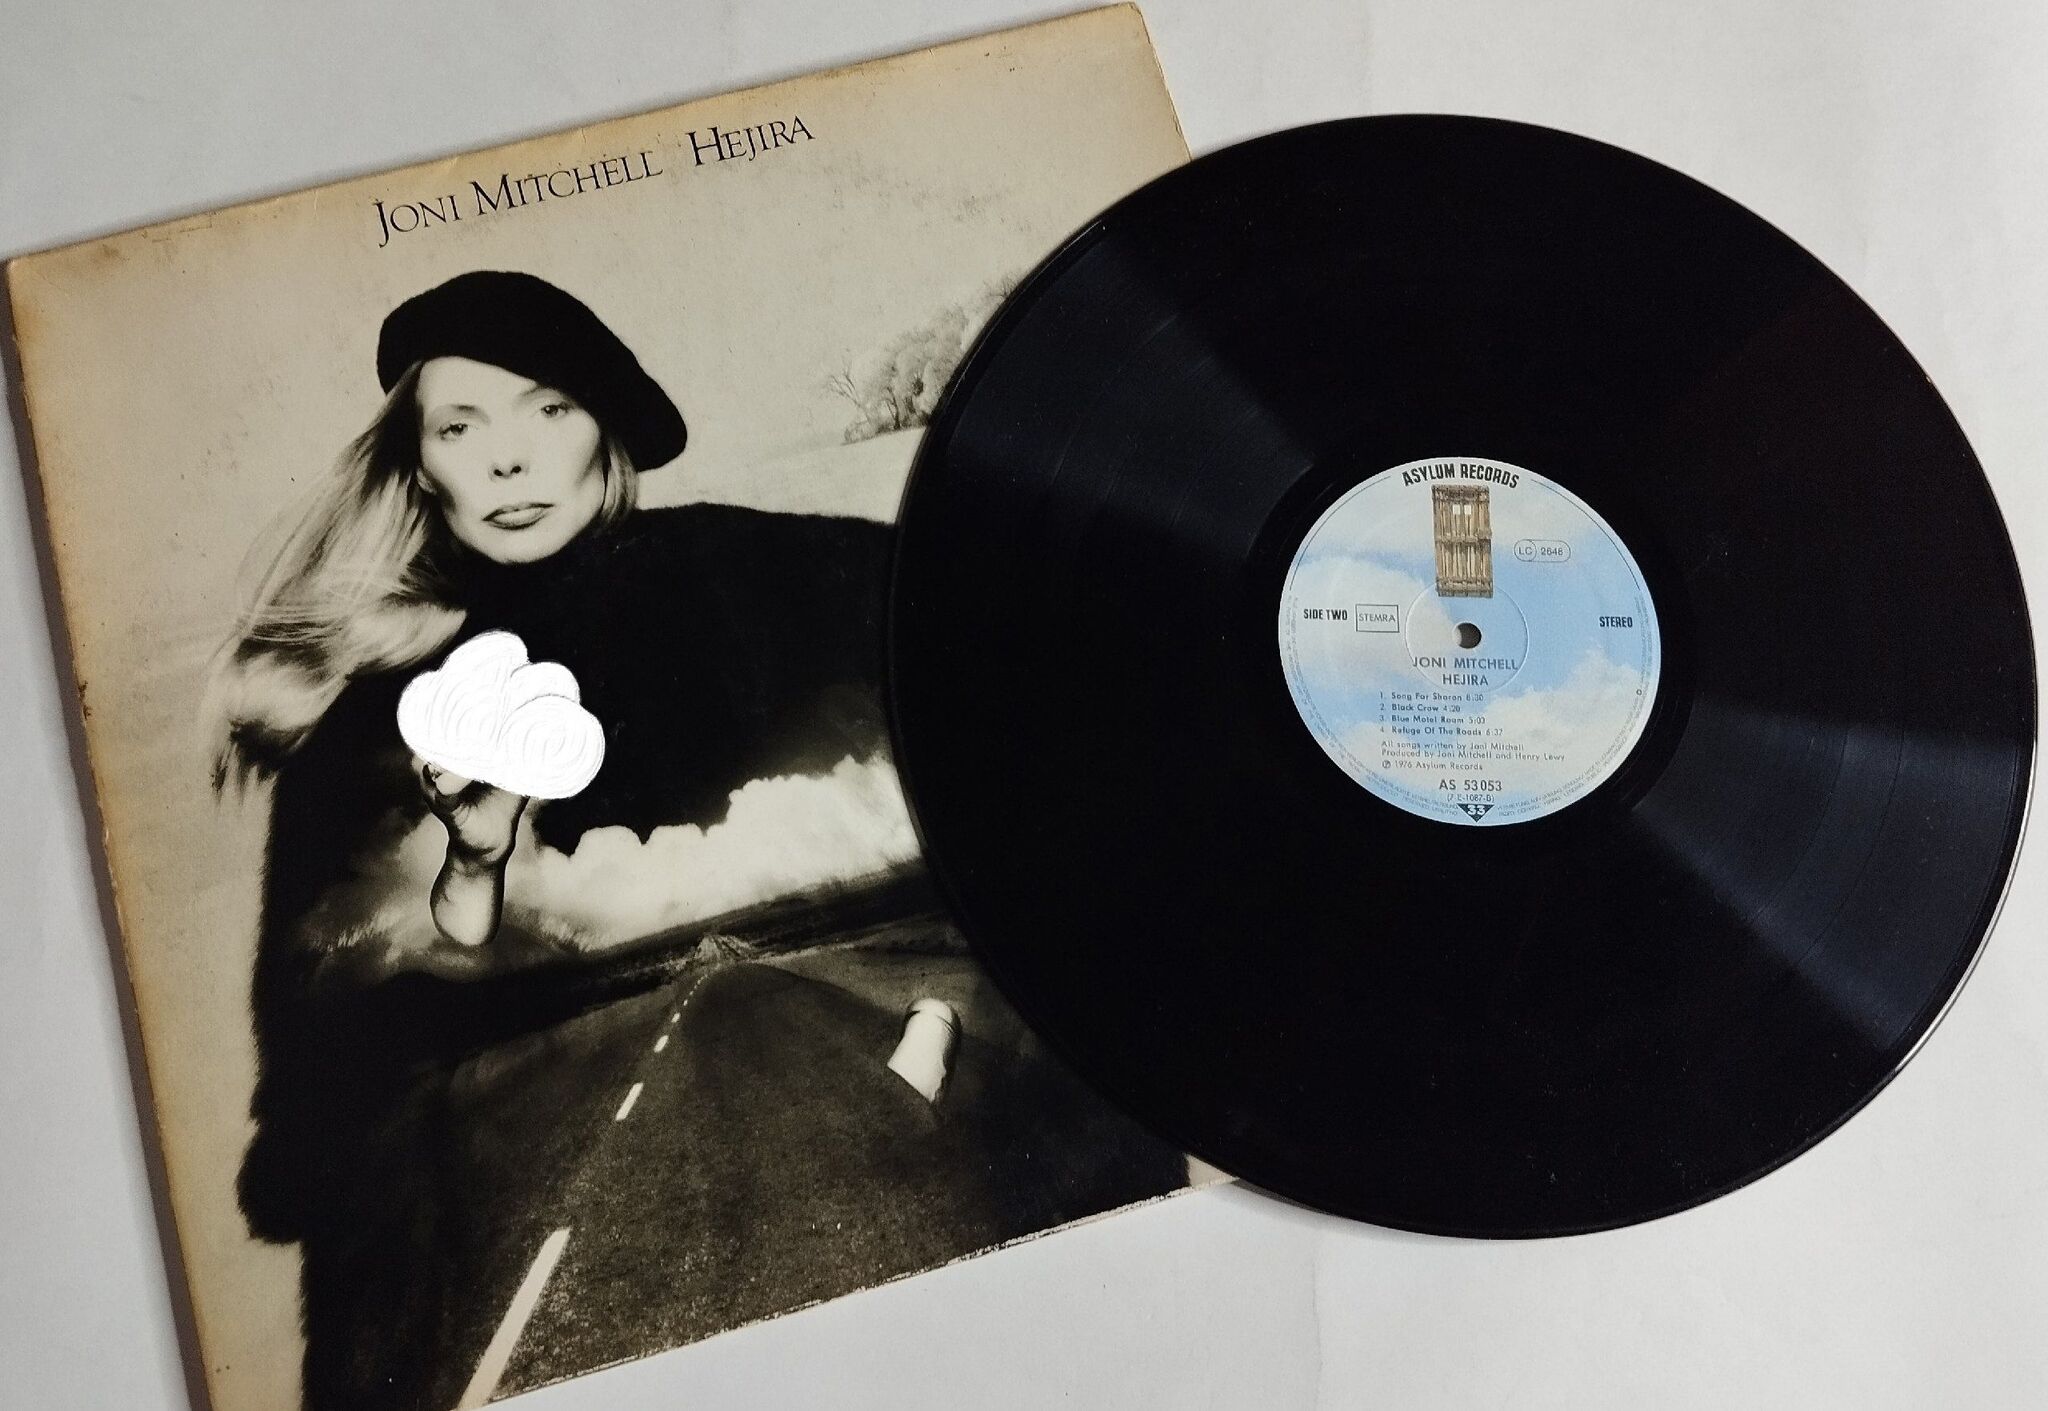 JONI MITCHELL HEJIRA
ASYLUM RECORDS
LC 2648
SIDE TWO
STEMRA
STEREO
JONI MITCHELL
HEJIRA
1. Song For Sharon 8:30
2. Black Crow 4:20
3. Blue Motel Room 5:03
4. Refuge Of The Roads 6:37
All songs written by Joni Mitchell
Produced by Joni Mitchell and Henry Lewy
℗ 1976 Asylum Records
AS 53 053
(7 E-1087-B)
33